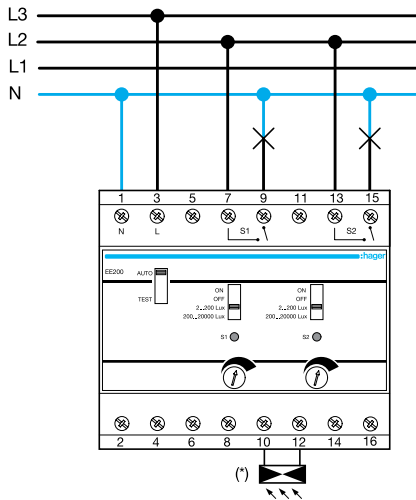 L3
L2
L1
N
1 3 5 7 9 11 13 15
N L S1 S2
:hager
EE200 AUTO
TEST
ON ON
OFF OFF
2...200 Lux 2...200 Lux
200...20000 Lux 200...20000 Lux
S1 S2
2 4 6 8 10 12 14 16
(*)